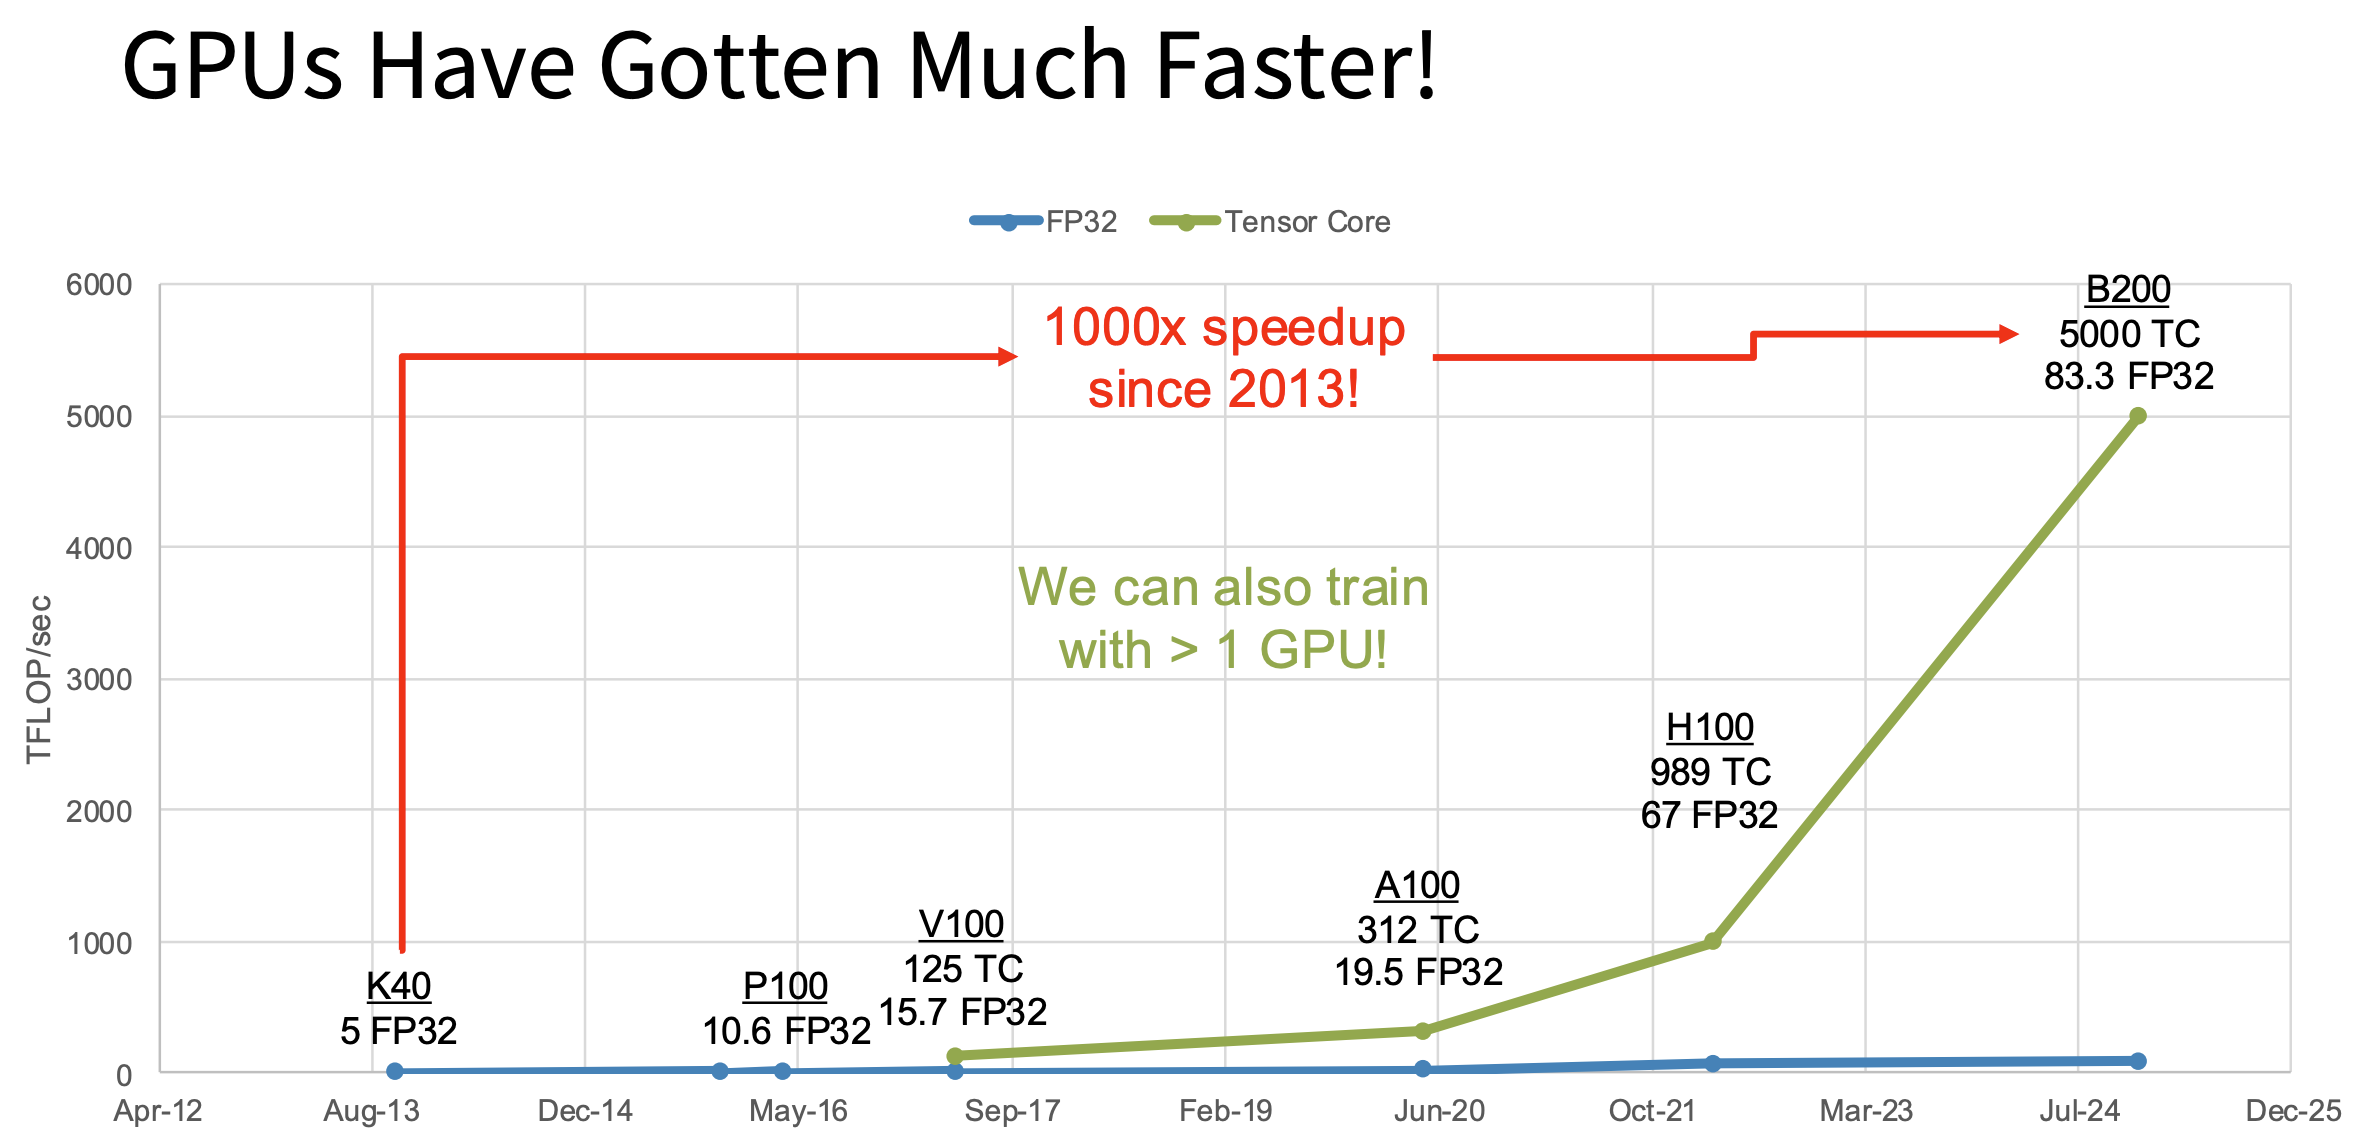 GPUs Have Gotten Much Faster!
FP32
Tensor Core
6000
5000
4000
3000
2000
1000
0
TFLOP/sec
1000x speedup
since 2013!
We can also train
with > 1 GPU!
K40
5 FP32
P100
10.6 FP32
V100
125 TC
15.7 FP32
A100
312 TC
19.5 FP32
H100
989 TC
67 FP32
B200
5000 TC
83.3 FP32
Apr-12
Aug-13
Dec-14
May-16
Sep-17
Feb-19
Jun-20
Oct-21
Mar-23
Jul-24
Dec-25